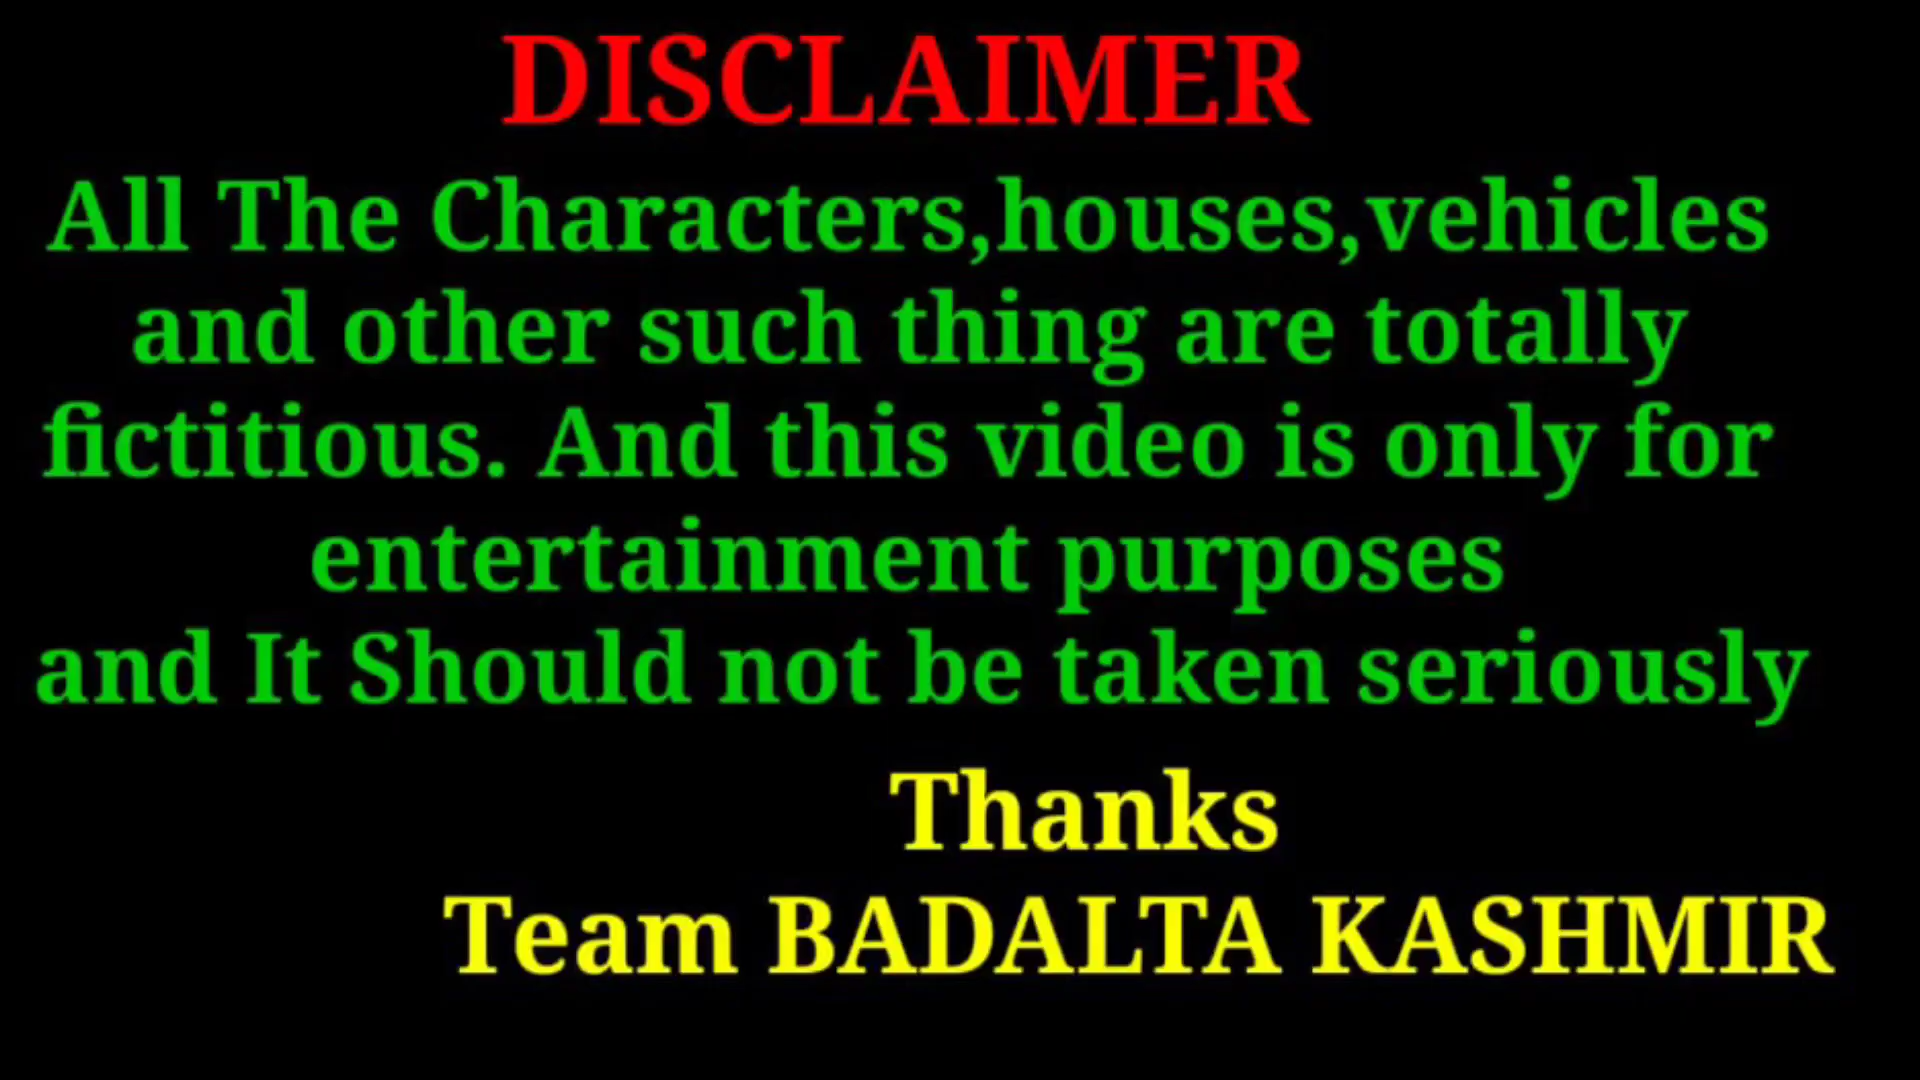 DISCLAIMER
All The Characters,houses,vehicles
and other such thing are totally
fictitious. And this video is only for
entertainment purposes
and It Should not be taken seriously
Thanks
Team BADALTA KASHMIR